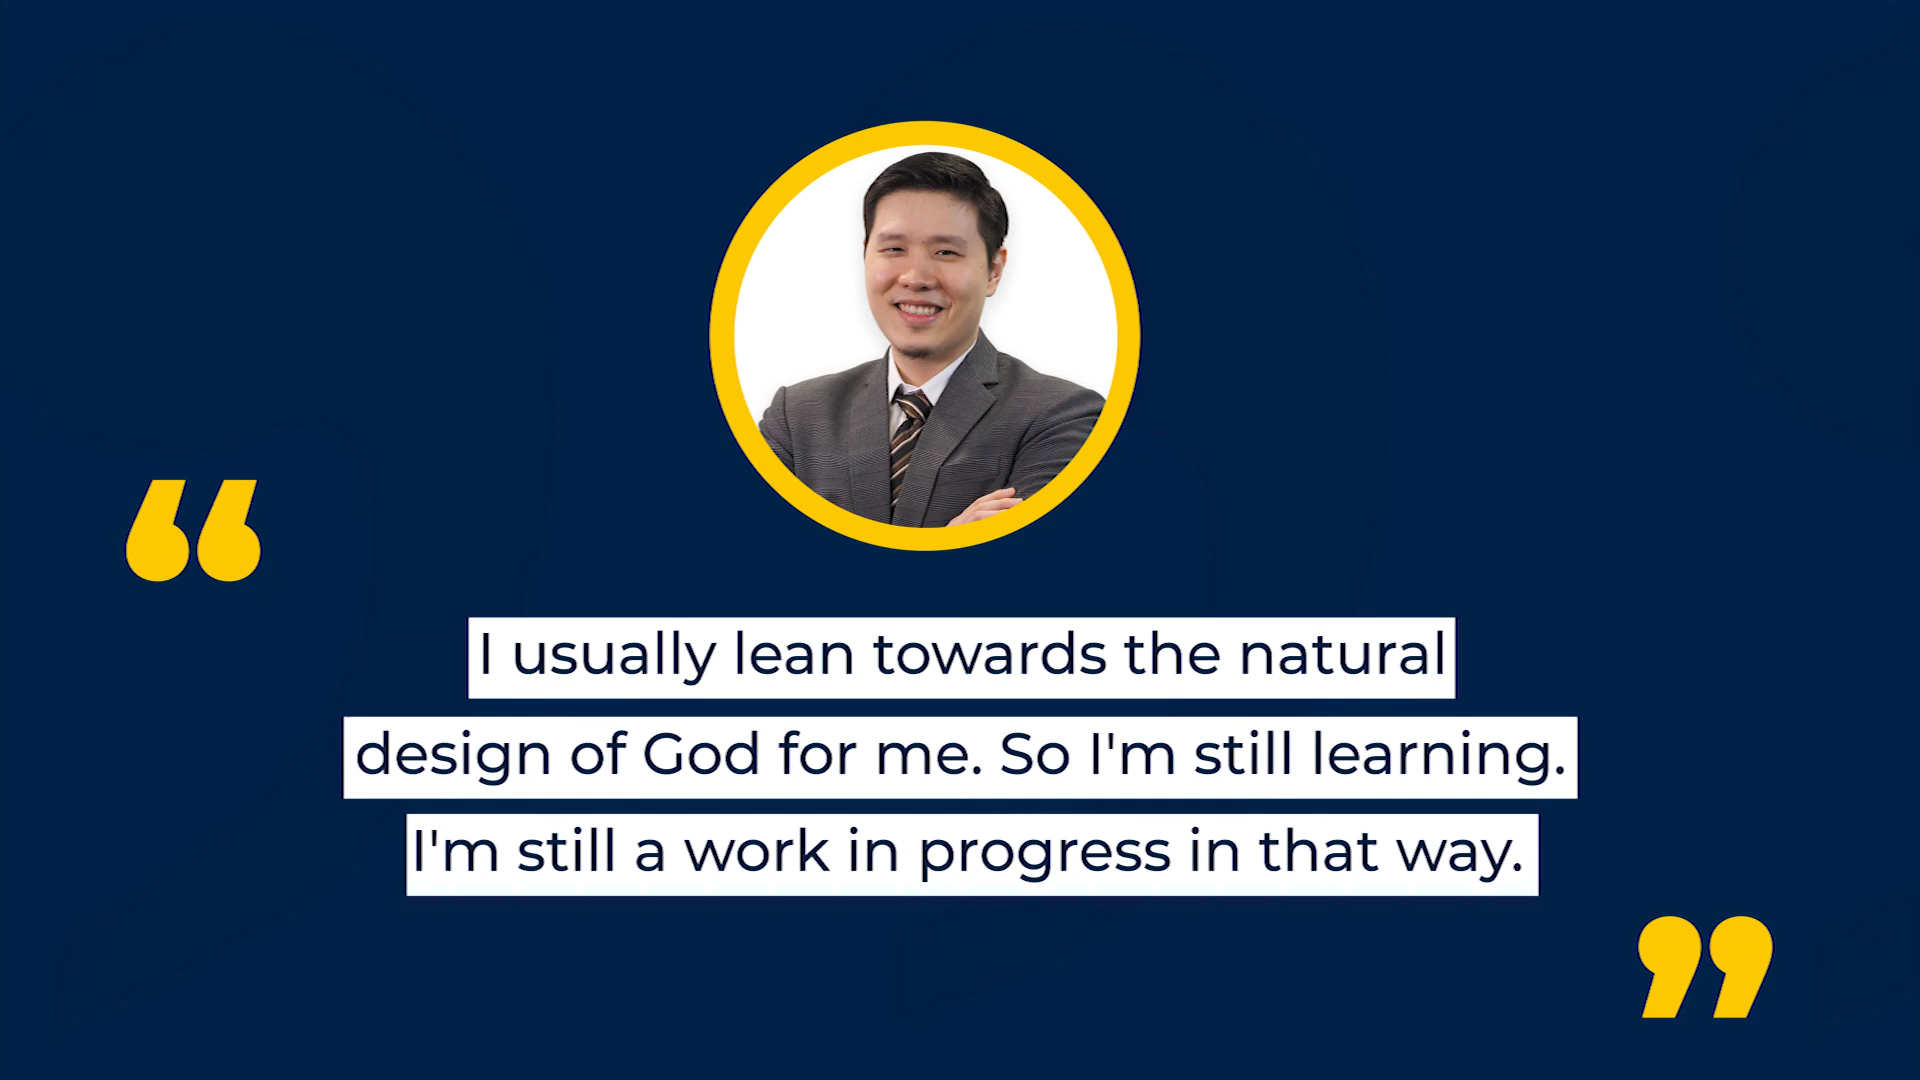 “
I usually lean towards the natural
design of God for me. So I'm still learning.
I'm still a work in progress in that way.
”